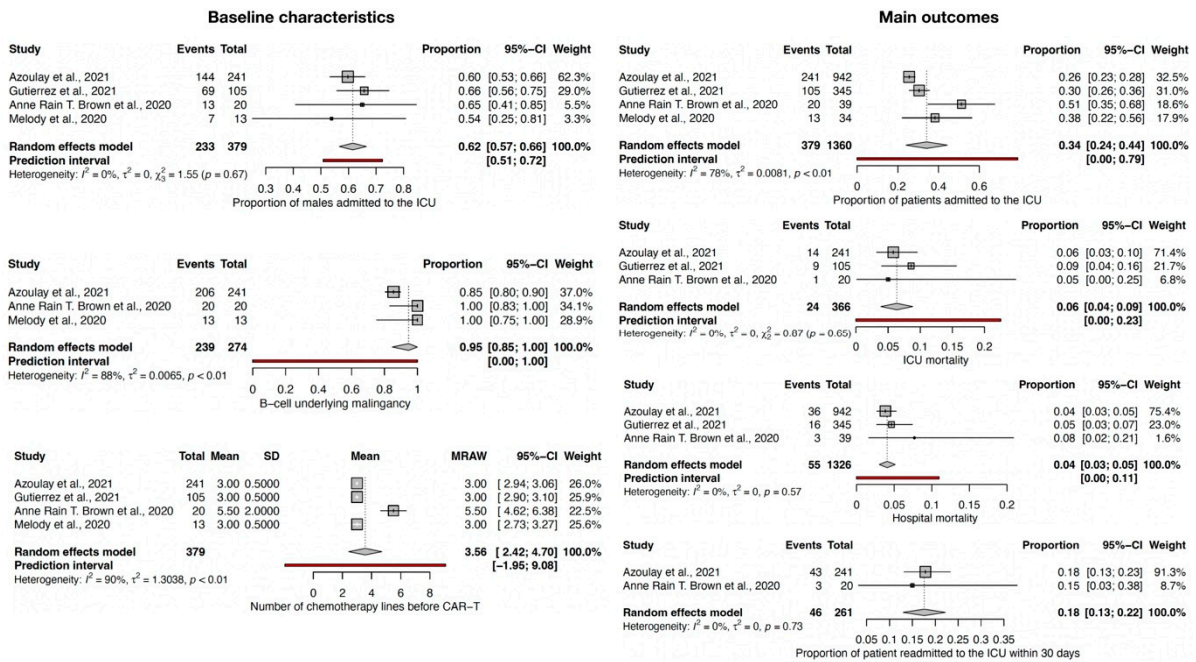 Baseline characteristics
Study Events Total Proportion 95%−CI Weight
Azoulay et al., 2021 144 241 0.60 [0.53; 0.66] 62.3%
Gutierrez et al., 2021 69 105 0.66 [0.56; 0.75] 29.0%
Anne Rain T. Brown et al., 2020 13 20 0.65 [0.41; 0.85] 5.5%
Melody et al., 2020 7 13 0.54 [0.25; 0.81] 3.3%
Random effects model 233 379 0.62 [0.57; 0.66] 100.0%
Prediction interval [0.51; 0.72]
Heterogeneity: I² = 0%, τ² = 0, χ²₃ = 1.55 (p = 0.67)
0.3 0.4 0.5 0.6 0.7 0.8
Proportion of males admitted to the ICU
Study Events Total Proportion 95%−CI Weight
Azoulay et al., 2021 206 241 0.85 [0.80; 0.90] 37.0%
Anne Rain T. Brown et al., 2020 20 20 1.00 [0.83; 1.00] 34.1%
Melody et al., 2020 13 13 1.00 [0.75; 1.00] 28.9%
Random effects model 239 274 0.95 [0.85; 1.00] 100.0%
Prediction interval [0.00; 1.00]
Heterogeneity: I² = 88%, τ² = 0.0065, p < 0.01
0 0.2 0.4 0.6 0.8 1
B−cell underlying malingancy
Study Total Mean SD Mean MRAW 95%−CI Weight
Azoulay et al., 2021 241 3.00 0.5000 3.00 [ 2.94; 3.06] 26.0%
Gutierrez et al., 2021 105 3.00 0.5000 3.00 [ 2.90; 3.10] 25.9%
Anne Rain T. Brown et al., 2020 20 5.50 2.0000 5.50 [ 4.62; 6.38] 22.5%
Melody et al., 2020 13 3.00 0.5000 3.00 [ 2.73; 3.27] 25.6%
Random effects model 379 3.56 [ 2.42; 4.70] 100.0%
Prediction interval [−1.95; 9.08]
Heterogeneity: I² = 90%, τ² = 1.3038, p < 0.01
0 2 4 6 8
Number of chemotherapy lines before CAR−T
Main outcomes
Study Events Total Proportion 95%−CI Weight
Azoulay et al., 2021 241 942 0.26 [0.23; 0.28] 32.5%
Gutierrez et al., 2021 105 345 0.30 [0.26; 0.36] 31.0%
Anne Rain T. Brown et al., 2020 20 39 0.51 [0.35; 0.68] 18.6%
Melody et al., 2020 13 34 0.38 [0.22; 0.56] 17.9%
Random effects model 379 1360 0.34 [0.24; 0.44] 100.0%
Prediction interval [0.00; 0.79]
Heterogeneity: I² = 78%, τ² = 0.0081, p < 0.01
0 0.2 0.4 0.6
Proportion of patients admitted to the ICU
Study Events Total Proportion 95%−CI Weight
Azoulay et al., 2021 14 241 0.06 [0.03; 0.10] 71.4%
Gutierrez et al., 2021 9 105 0.09 [0.04; 0.16] 21.7%
Anne Rain T. Brown et al., 2020 1 20 0.05 [0.00; 0.25] 6.8%
Random effects model 24 366 0.06 [0.04; 0.09] 100.0%
Prediction interval [0.00; 0.23]
Heterogeneity: I² = 0%, τ² = 0, χ²₂ = 0.87 (p = 0.65)
0 0.05 0.1 0.15 0.2
ICU mortality
Study Events Total Proportion 95%−CI Weight
Azoulay et al., 2021 36 942 0.04 [0.03; 0.05] 75.4%
Gutierrez et al., 2021 16 345 0.05 [0.03; 0.07] 23.0%
Anne Rain T. Brown et al., 2020 3 39 0.08 [0.02; 0.21] 1.6%
Random effects model 55 1326 0.04 [0.03; 0.05] 100.0%
Prediction interval [0.00; 0.11]
Heterogeneity: I² = 0%, τ² = 0, p = 0.57
0 0.05 0.1 0.15 0.2
Hospital mortality
Study Events Total Proportion 95%−CI Weight
Azoulay et al., 2021 43 241 0.18 [0.13; 0.23] 91.3%
Anne Rain T. Brown et al., 2020 3 20 0.15 [0.03; 0.38] 8.7%
Random effects model 46 261 0.18 [0.13; 0.22] 100.0%
Heterogeneity: I² = 0%, τ² = 0, p = 0.73
0.05 0.1 0.15 0.2 0.25 0.3 0.35
Proportion of patient readmitted to the ICU within 30 days